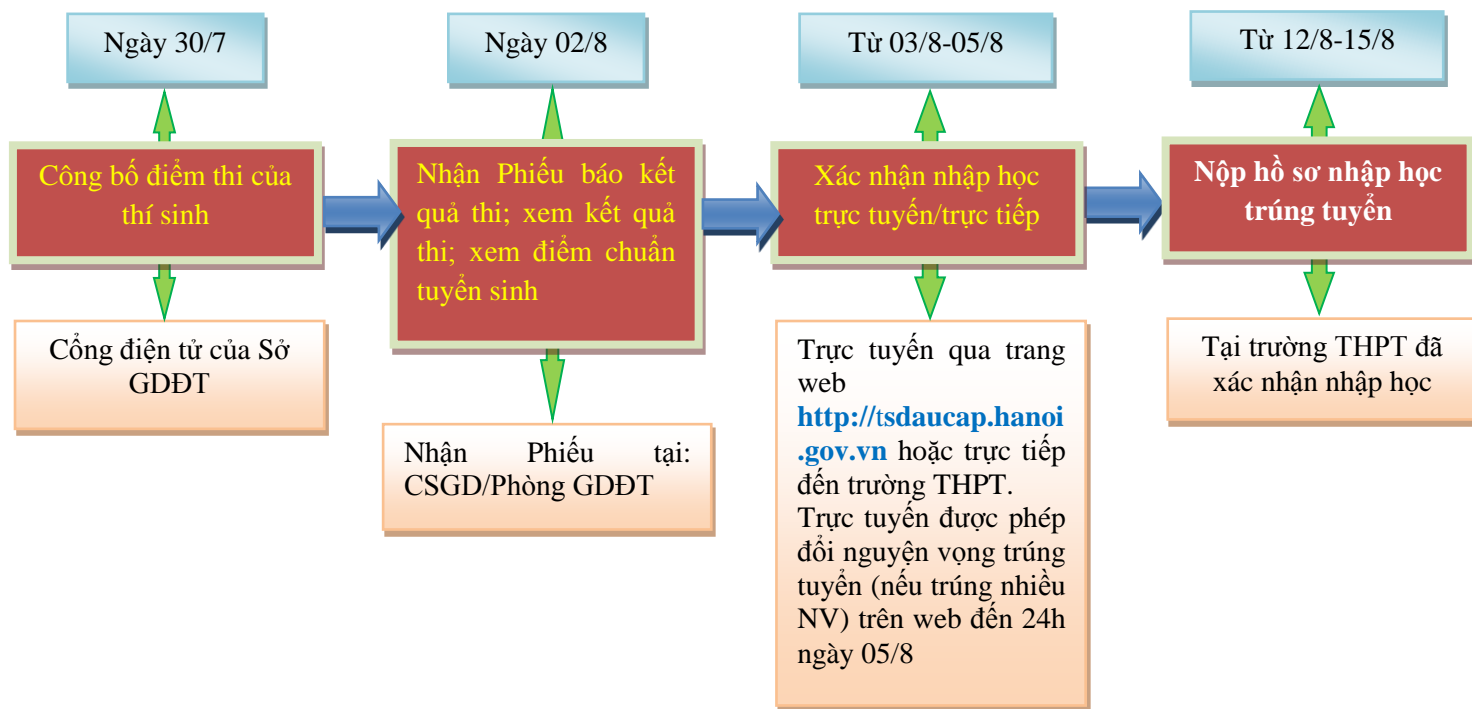 Ngày 30/7
Ngày 02/8
Từ 03/8-05/8
Từ 12/8-15/8
Công bố điểm thi của
thí sinh
Nhận Phiếu báo kết
quả thi; xem kết quả
thi; xem điểm chuẩn
tuyển sinh
Xác nhận nhập học
trực tuyến/trực tiếp
Nộp hồ sơ nhập học
trúng tuyển
Cổng điện tử của Sở
GDĐT
Nhận Phiếu tại:
CSGD/Phòng GDĐT
Trực tuyến qua trang
web
http://tsdaucap.hanoi
.gov.vn hoặc trực tiếp
đến trường THPT.
Trực tuyến được phép
đổi nguyện vọng trúng
tuyển (nếu trúng nhiều
NV) trên web đến 24h
ngày 05/8
Tại trường THPT đã
xác nhận nhập học